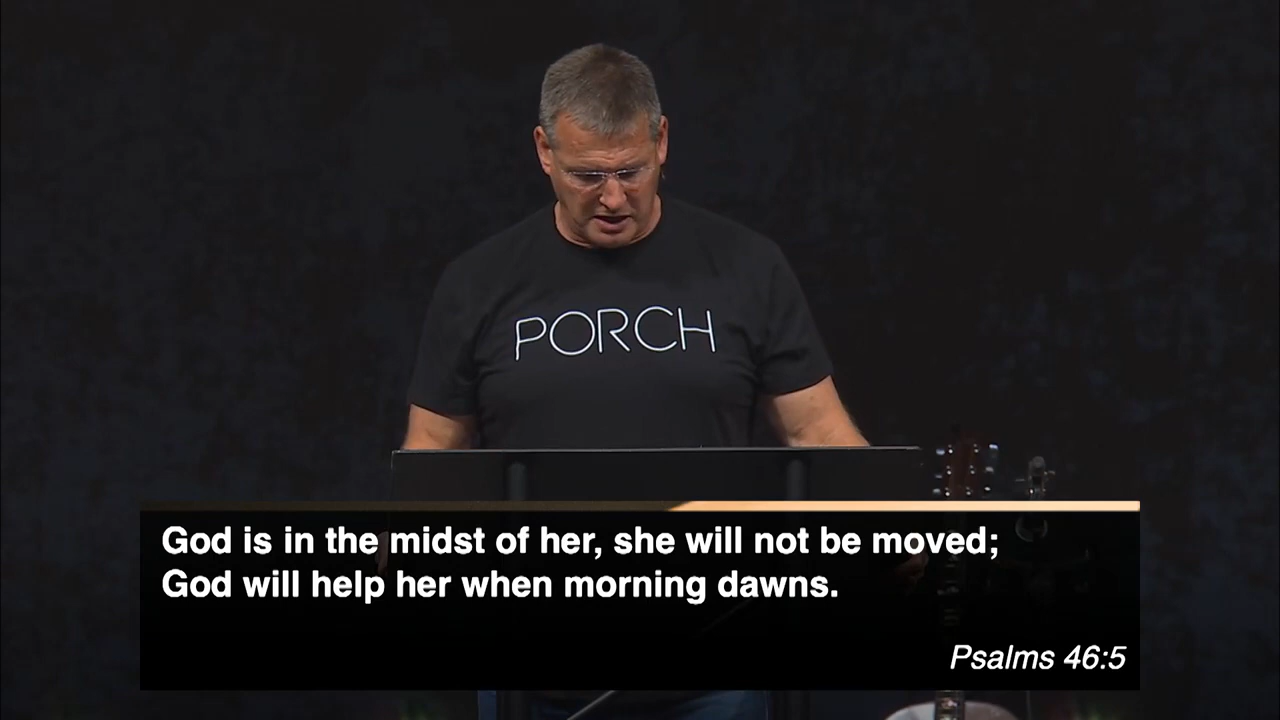 PORCH
God is in the midst of her, she will not be moved;
God will help her when morning dawns.
Psalms 46:5